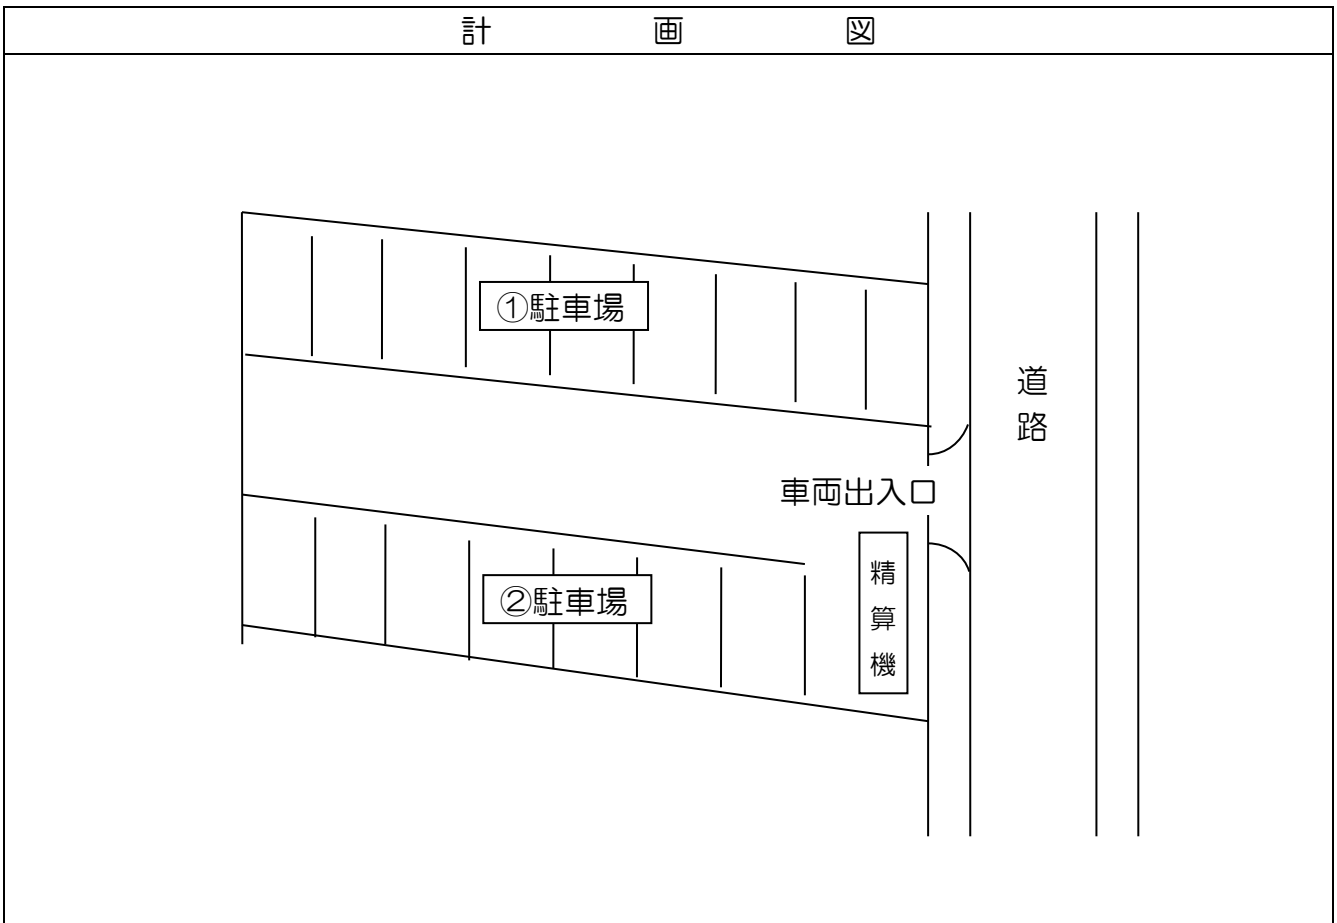 計画図
①駐車場
道路
車両出入口
精算機
②駐車場